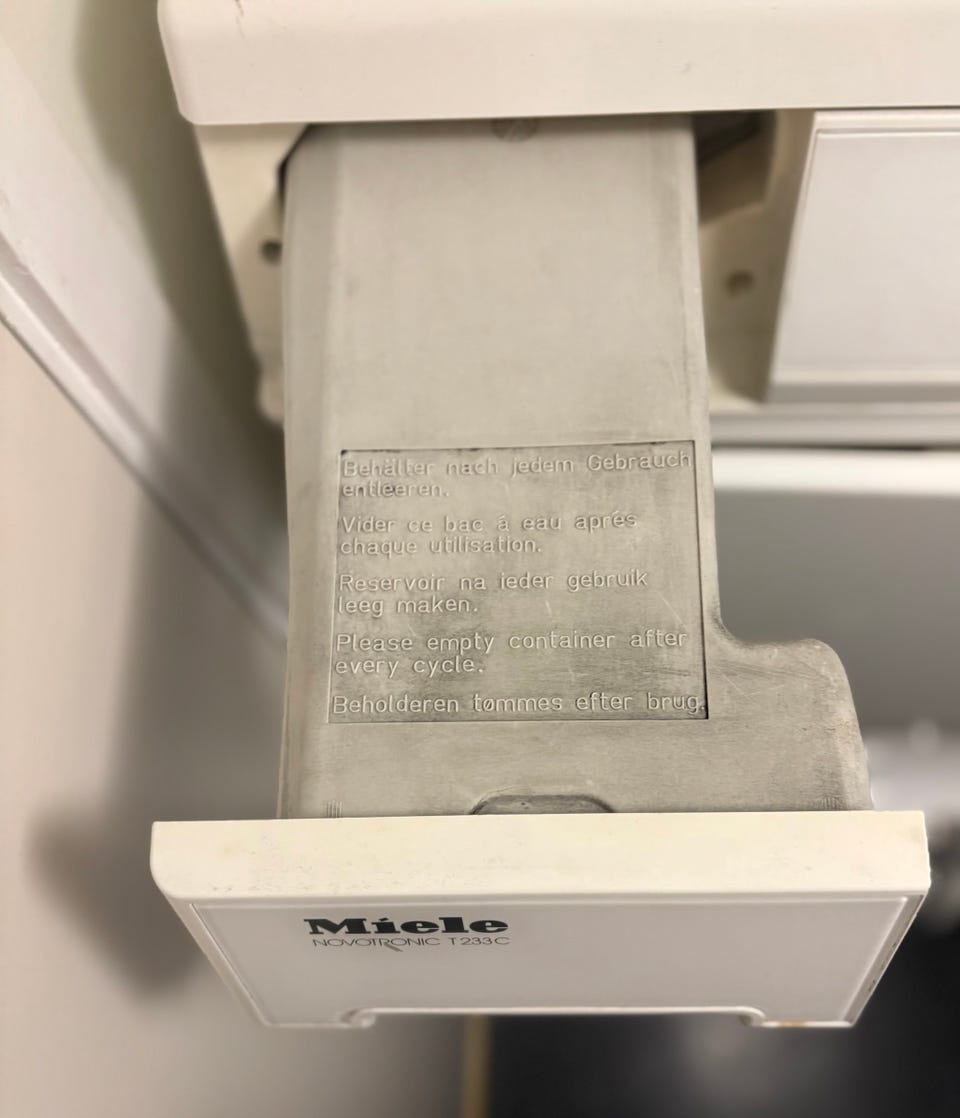 Behälter nach jedem Gebrauch
entleeren.
Vider ce bac á eau aprés
chaque utilisation.
Reservoir na ieder gebruik
leeg maken.
Please empty container after
every cycle.
Beholderen tømmes efter brug.
Miele
NOVOTRONIC T233C